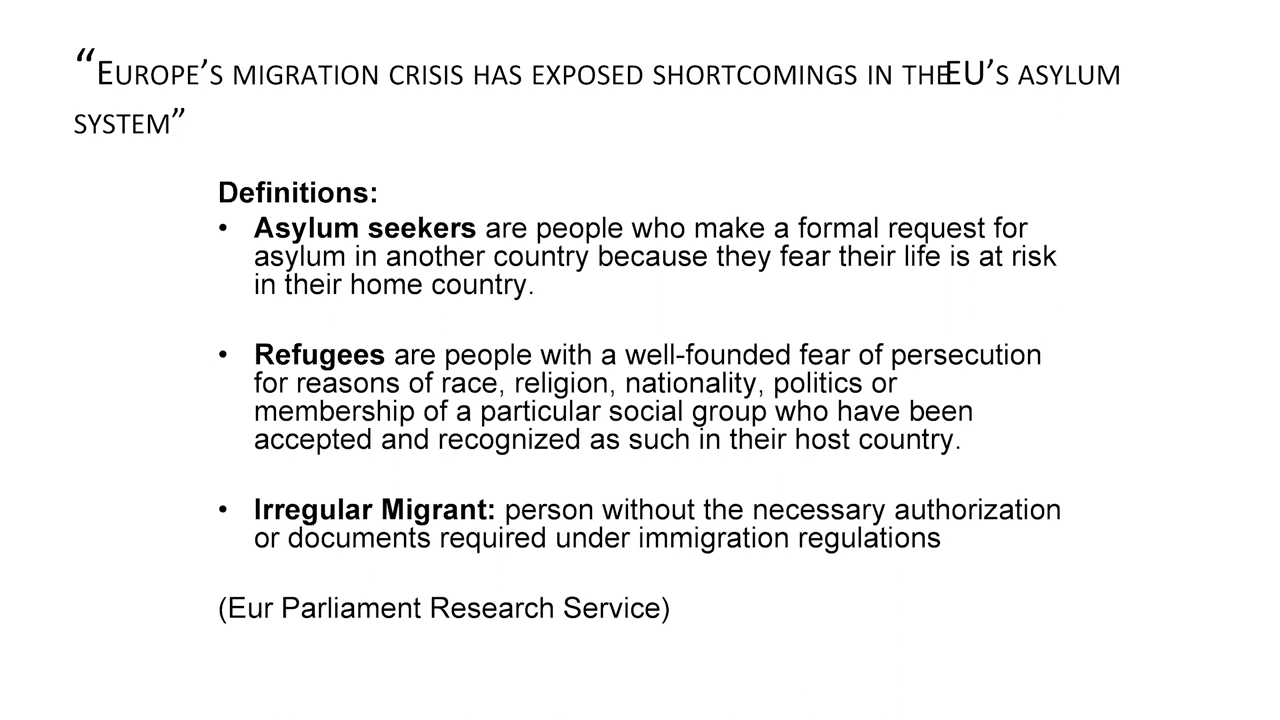 “Europe’s migration crisis has exposed shortcomings in the EU’s asylum
system”
Definitions:
• Asylum seekers are people who make a formal request for
asylum in another country because they fear their life is at risk
in their home country.
• Refugees are people with a well-founded fear of persecution
for reasons of race, religion, nationality, politics or
membership of a particular social group who have been
accepted and recognized as such in their host country.
• Irregular Migrant: person without the necessary authorization
or documents required under immigration regulations
(Eur Parliament Research Service)